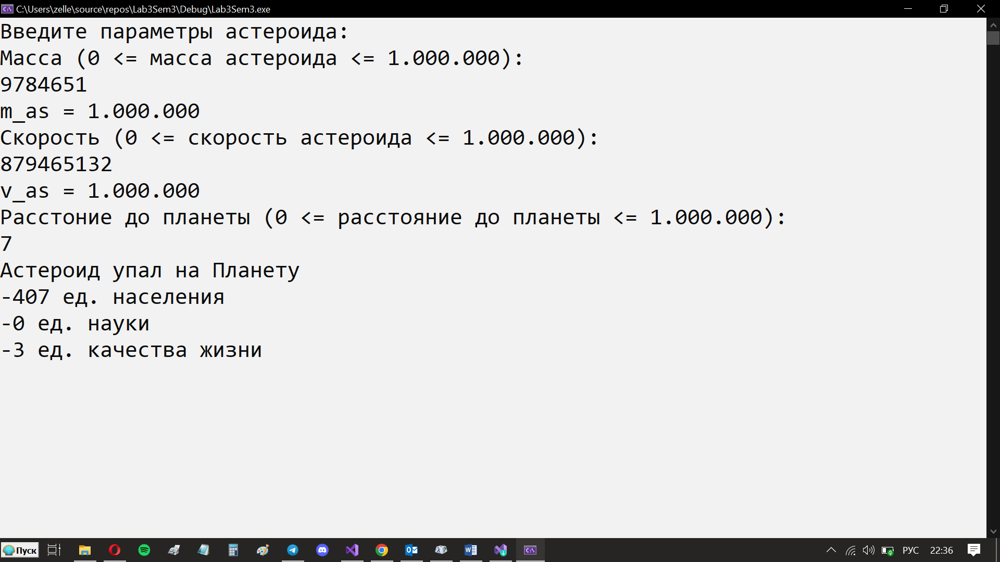 C:\Users\zelle\source\repos\Lab3Sem3\Debug\Lab3Sem3.exe
Введите параметры астероида:
Масса (0 <= масса астероида <= 1.000.000):
9784651
m_as = 1.000.000
Скорость (0 <= скорость астероида <= 1.000.000):
879465132
v_as = 1.000.000
Расстоние до планеты (0 <= расстояние до планеты <= 1.000.000):
7
Астероид упал на Планету
-407 ед. населения
-0 ед. науки
-3 ед. качества жизни
Пуск
РУС
22:36